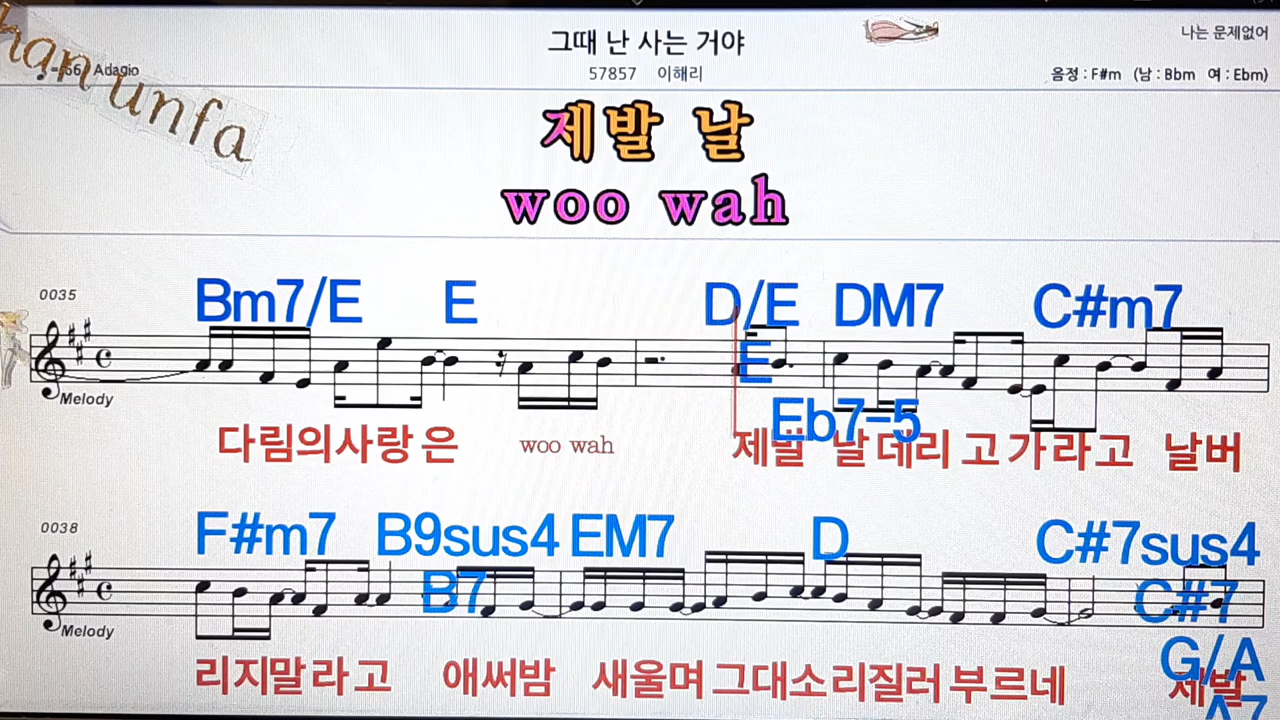 그때 난 사는 거야
나는 문제없어
57857 이해리
Adagio
음정 : F#m (남 : Bbm 여 : Ebm)
han unfa
제발 날
woo wah
Bm7/E E D/E DM7 C#m7
0035
E
Melody
Eb7-5
다림의사랑은 woo wah 제발 날데리고가라고 날버
0038
F#m7 B9sus4 EM7 D C#7sus4
B7 C#7
Melody
G/A
리지말라고 애써밤 새울며그대소리질러부르네 제발
A7